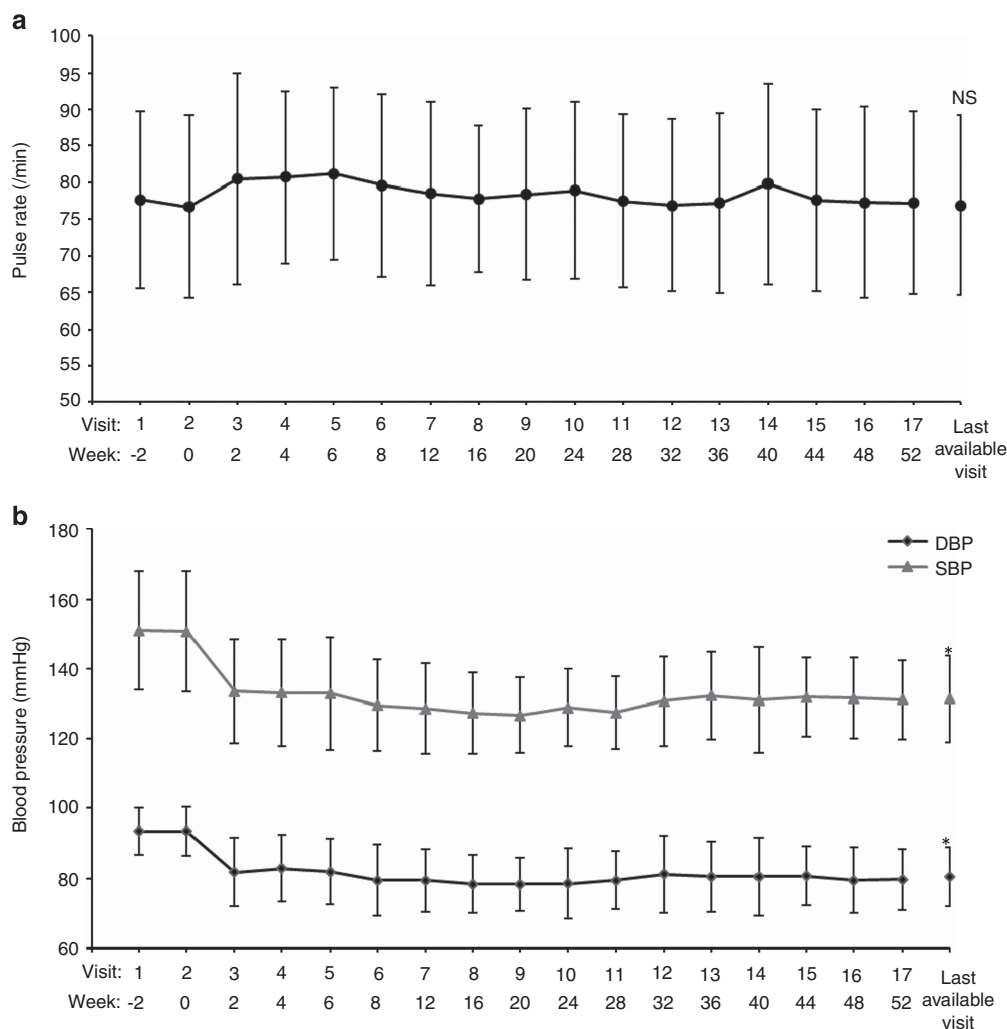 a
Pulse rate (/min)
100
95
90
85
80
75
70
65
60
55
50
NS
Visit: 1 2 3 4 5 6 7 8 9 10 11 12 13 14 15 16 17 Last
Week: -2 0 2 4 6 8 12 16 20 24 28 32 36 40 44 48 52 available
visit
b
Blood pressure (mmHg)
180
160
140
120
100
80
60
DBP
SBP
*
*
Visit: 1 2 3 4 5 6 7 8 9 10 11 12 13 14 15 16 17 Last
Week: -2 0 2 4 6 8 12 16 20 24 28 32 36 40 44 48 52 available
visit